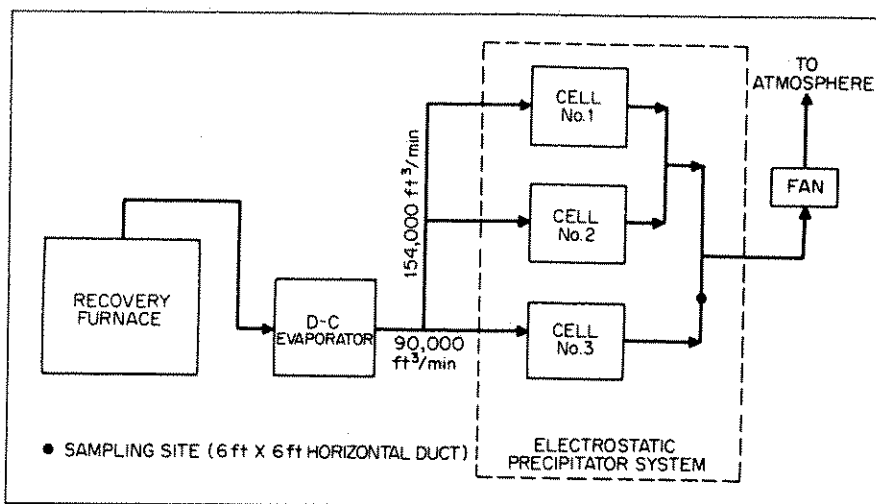 TO
ATMOSPHERE
CELL
No.1
154,000 ft³/min
FAN
CELL
No.2
RECOVERY
FURNACE
D-C
EVAPORATOR
90,000
ft³/min
CELL
No.3
● SAMPLING SITE (6 ft X 6 ft HORIZONTAL DUCT)
ELECTROSTATIC
PRECIPITATOR SYSTEM